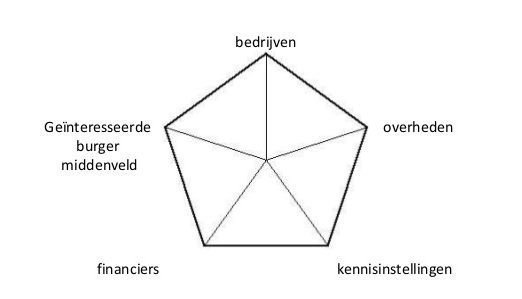 bedrijven
Geïnteresseerde
burger
middenveld
overheden
financiers
kennisinstellingen